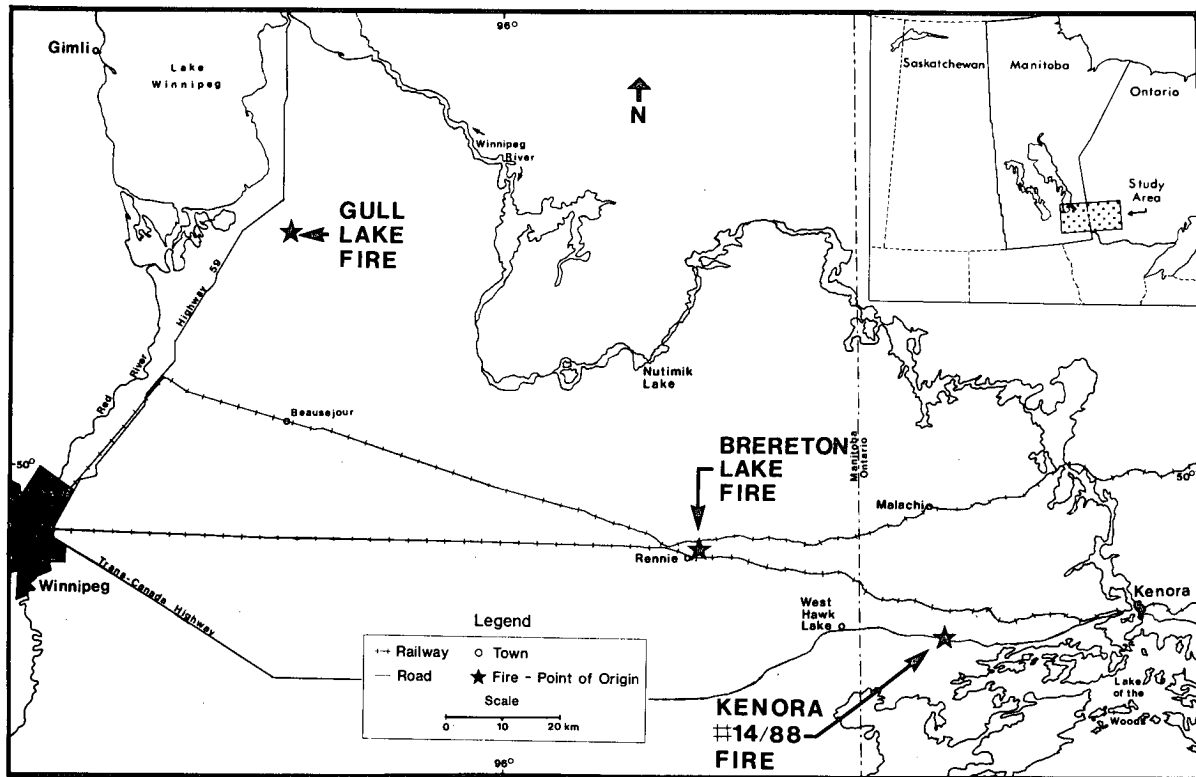 96°
Gimli
Lake
Winnipeg
N
Winnipeg
River
Saskatchewan
Manitoba
Ontario
Study
Area
GULL
LAKE
FIRE
Highway 59
Red River
Nutimik
Lake
Beausejour
BRERETON
LAKE
FIRE
Manitoba
Ontario
50°
50°
Malachi
Rennie
Winnipeg
Trans-Canada Highway
West
Hawk
Lake
Kenora
Legend
Railway
Town
Road
Fire - Point of Origin
Scale
0 10 20 km
KENORA
#14/88
FIRE
Lake
of the
Woods
96°